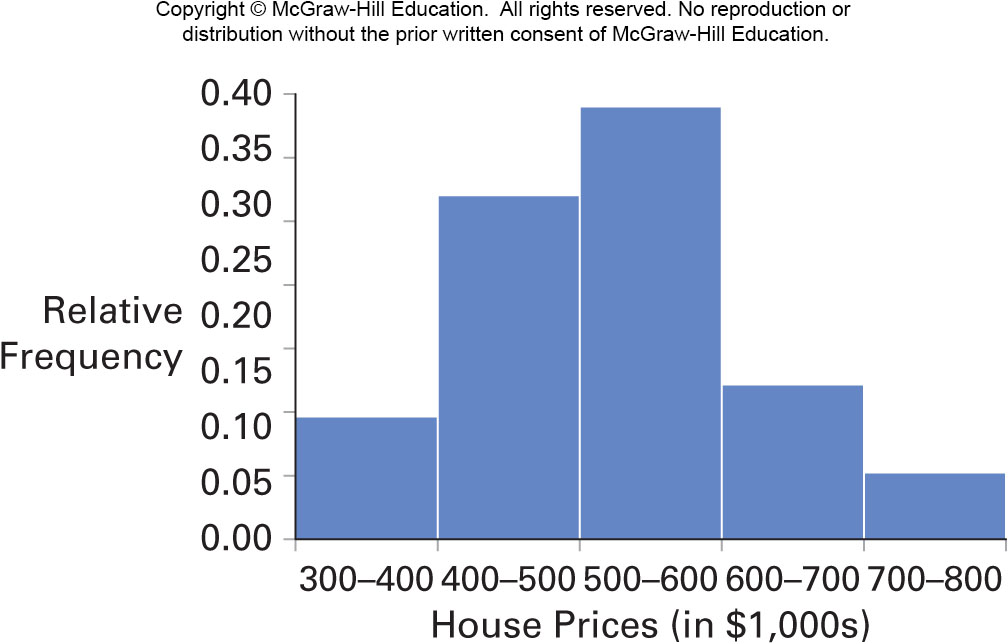 Copyright © McGraw-Hill Education.  All rights reserved. No reproduction or
distribution without the prior written consent of McGraw-Hill Education.
0.40
0.35
0.30
0.25
0.20
0.15
0.10
0.05
0.00
Relative
Frequency
300–400 400–500 500–600 600–700 700–800
House Prices (in $1,000s)